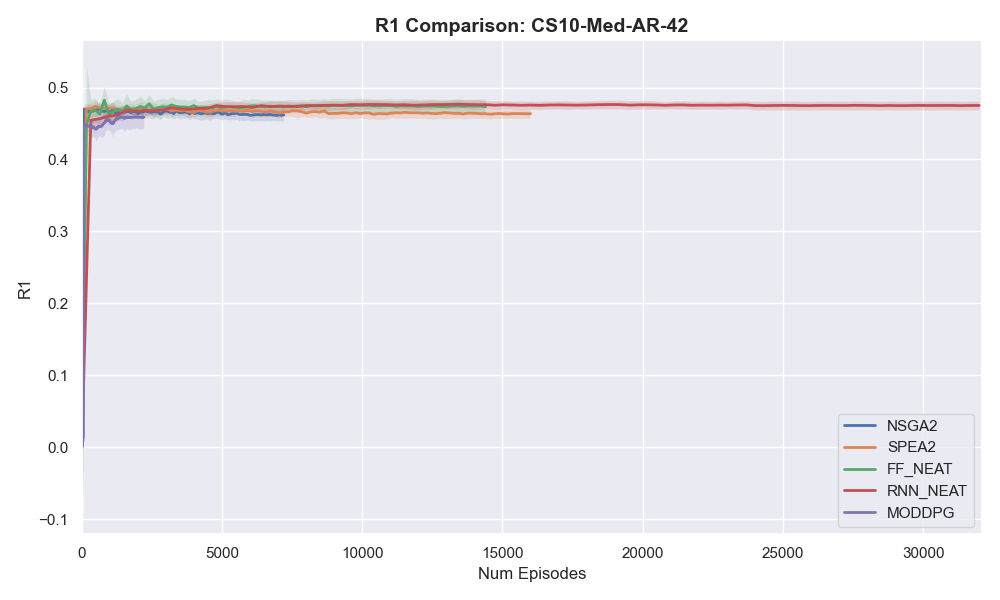 R1 Comparison: CS10-Med-AR-42
R1
0.5
0.4
0.3
0.2
0.1
0.0
−0.1
0
5000
10000
15000
20000
25000
30000
Num Episodes
NSGA2
SPEA2
FF_NEAT
RNN_NEAT
MODDPG